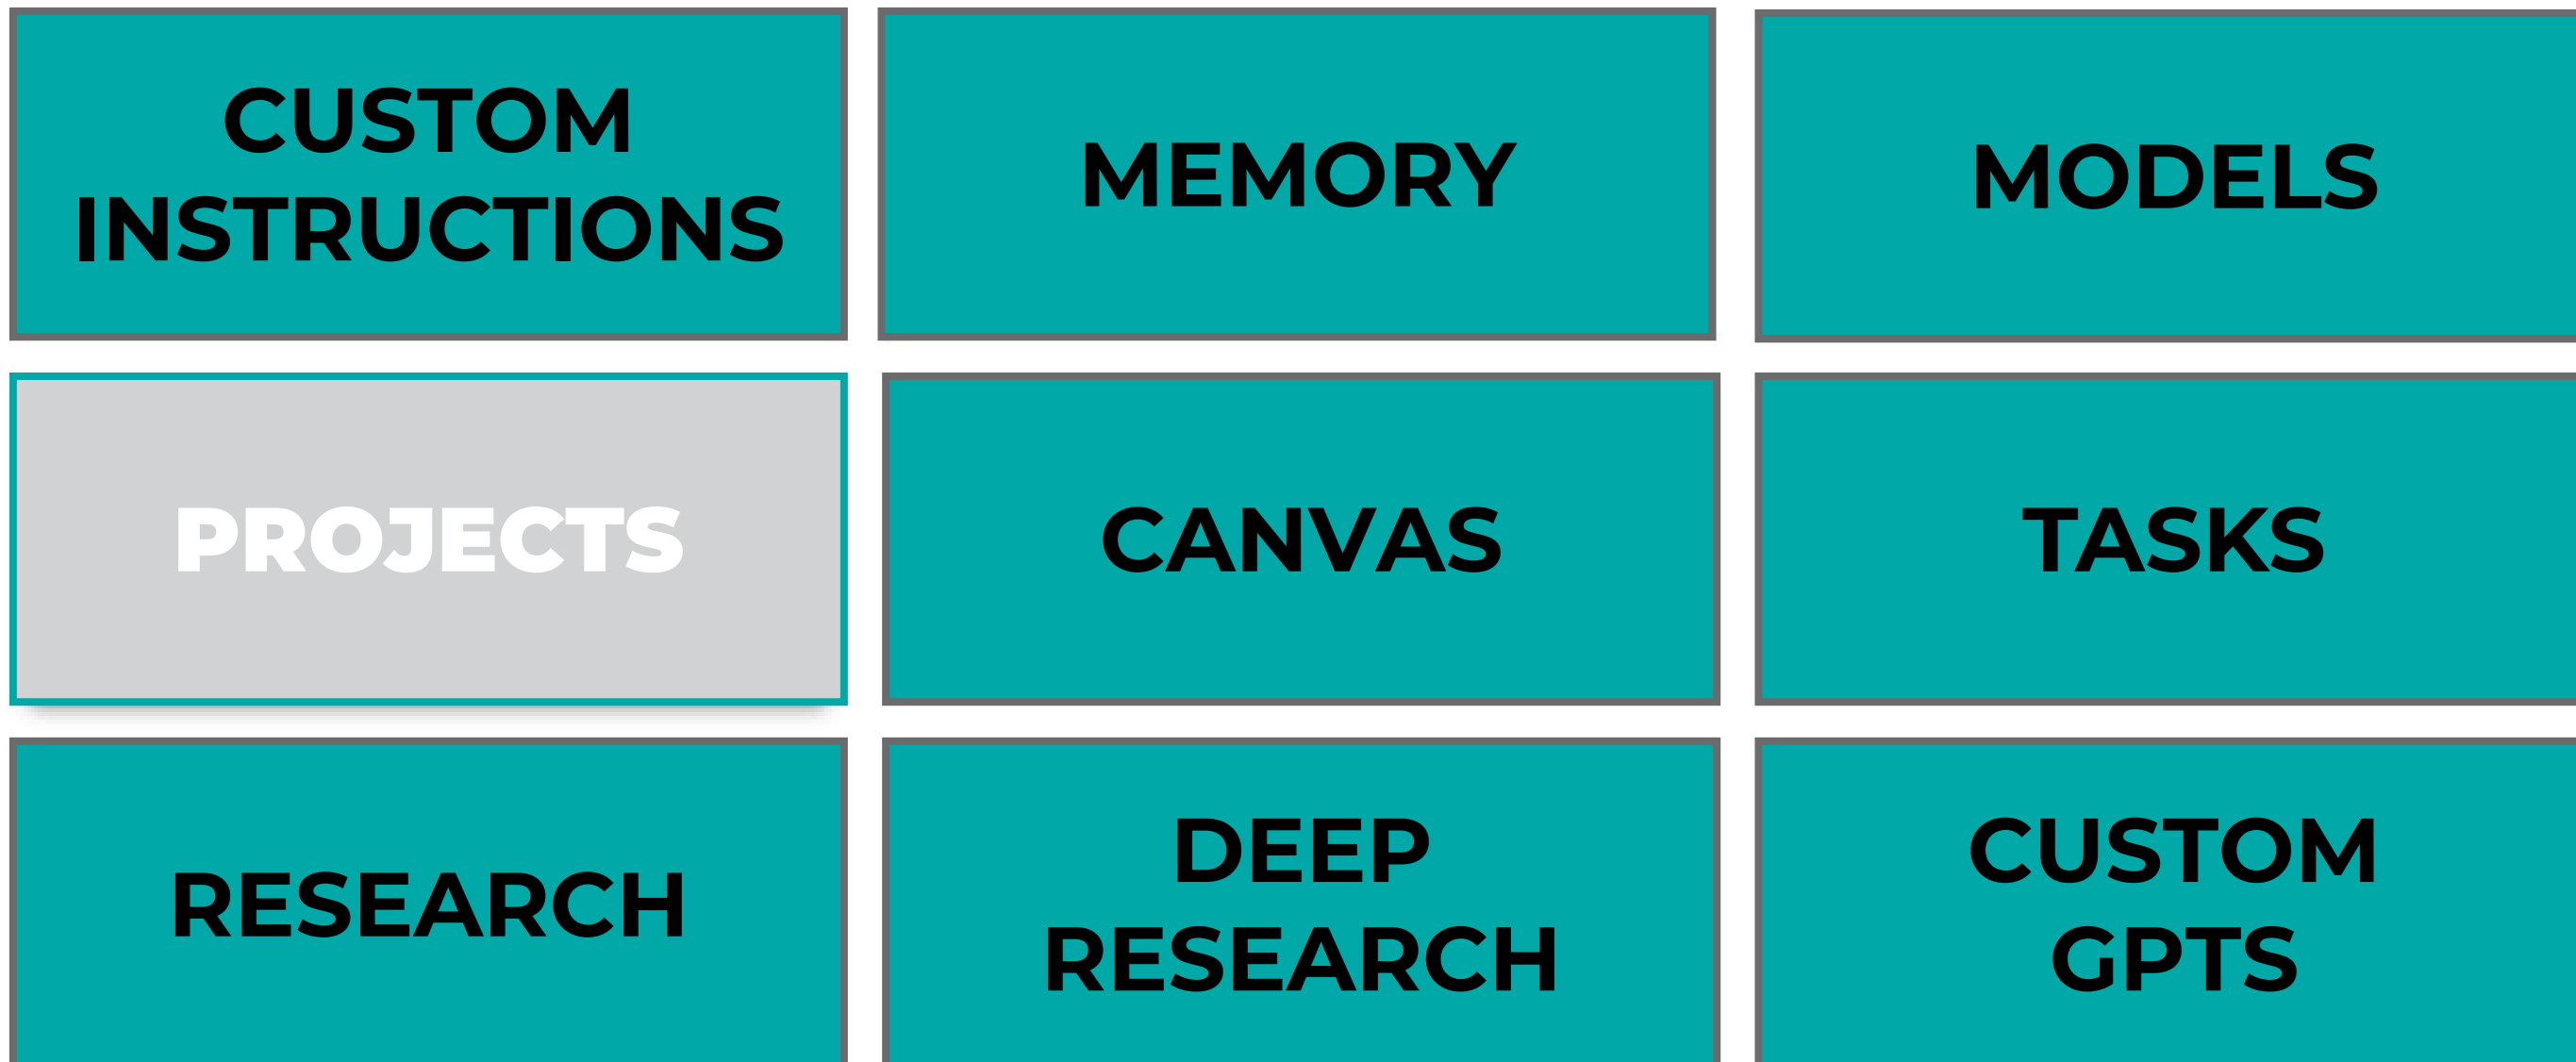 CUSTOM
INSTRUCTIONS
MEMORY
MODELS
PROJECTS
CANVAS
TASKS
RESEARCH
DEEP
RESEARCH
CUSTOM
GPTS